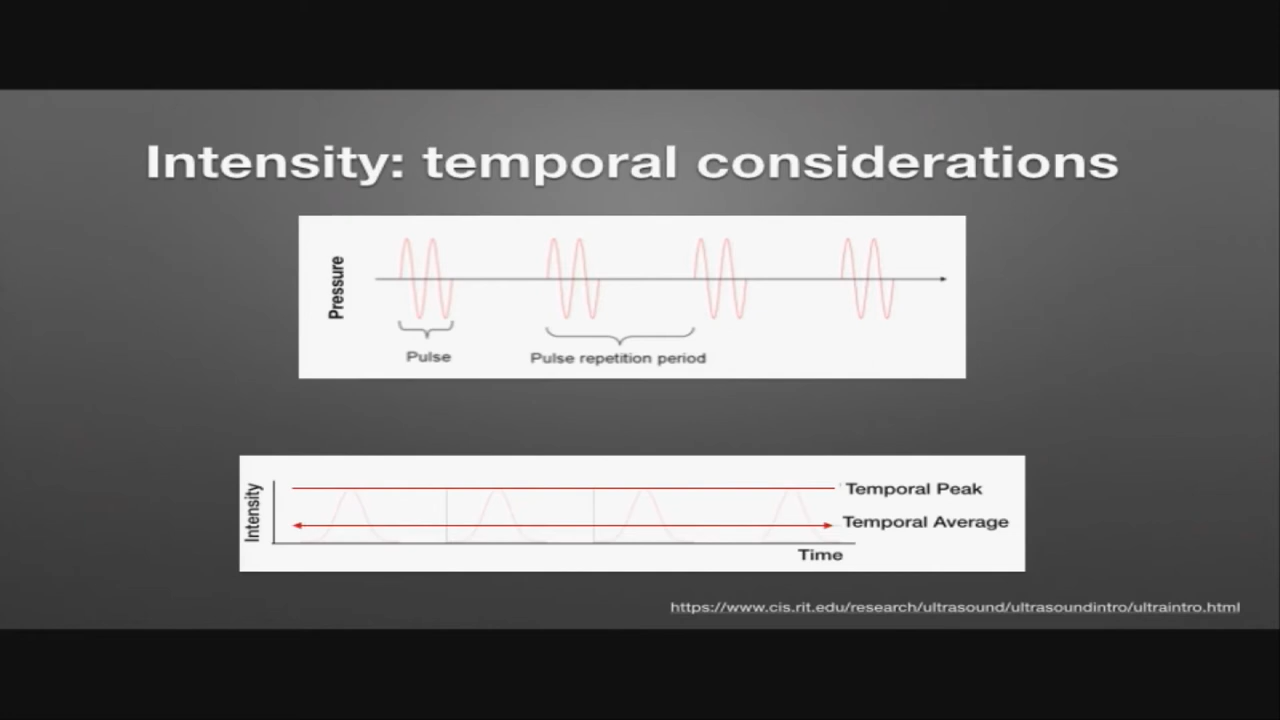 Intensity: temporal considerations
Pressure
Pulse
Pulse repetition period
Intensity
Temporal Peak
Temporal Average
Time
https://www.cis.rit.edu/research/ultrasound/ultrasoundintro/ultraintro.html